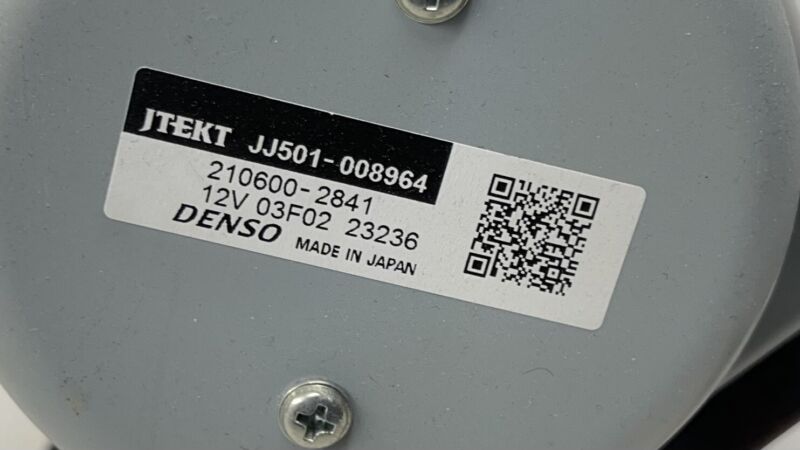 JTEKT JJ501-008964
210600-2841
12V 03F02 23236
DENSO MADE IN JAPAN